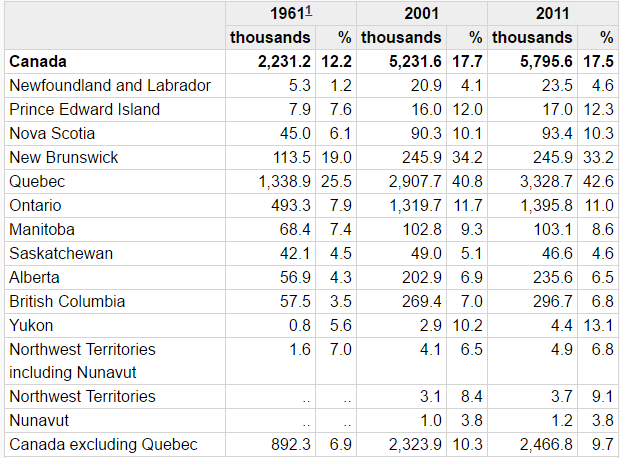 19611 2001 2011
thousands % thousands % thousands %
Canada 2,231.2 12.2 5,231.6 17.7 5,795.6 17.5
Newfoundland and Labrador 5.3 1.2 20.9 4.1 23.5 4.6
Prince Edward Island 7.9 7.6 16.0 12.0 17.0 12.3
Nova Scotia 45.0 6.1 90.3 10.1 93.4 10.3
New Brunswick 113.5 19.0 245.9 34.2 245.9 33.2
Quebec 1,338.9 25.5 2,907.7 40.8 3,328.7 42.6
Ontario 493.3 7.9 1,319.7 11.7 1,395.8 11.0
Manitoba 68.4 7.4 102.8 9.3 103.1 8.6
Saskatchewan 42.1 4.5 49.0 5.1 46.6 4.6
Alberta 56.9 4.3 202.9 6.9 235.6 6.5
British Columbia 57.5 3.5 269.4 7.0 296.7 6.8
Yukon 0.8 5.6 2.9 10.2 4.4 13.1
Northwest Territories 1.6 7.0 4.1 6.5 4.9 6.8
including Nunavut
Northwest Territories .. .. 3.1 8.4 3.7 9.1
Nunavut .. .. 1.0 3.8 1.2 3.8
Canada excluding Quebec 892.3 6.9 2,323.9 10.3 2,466.8 9.7